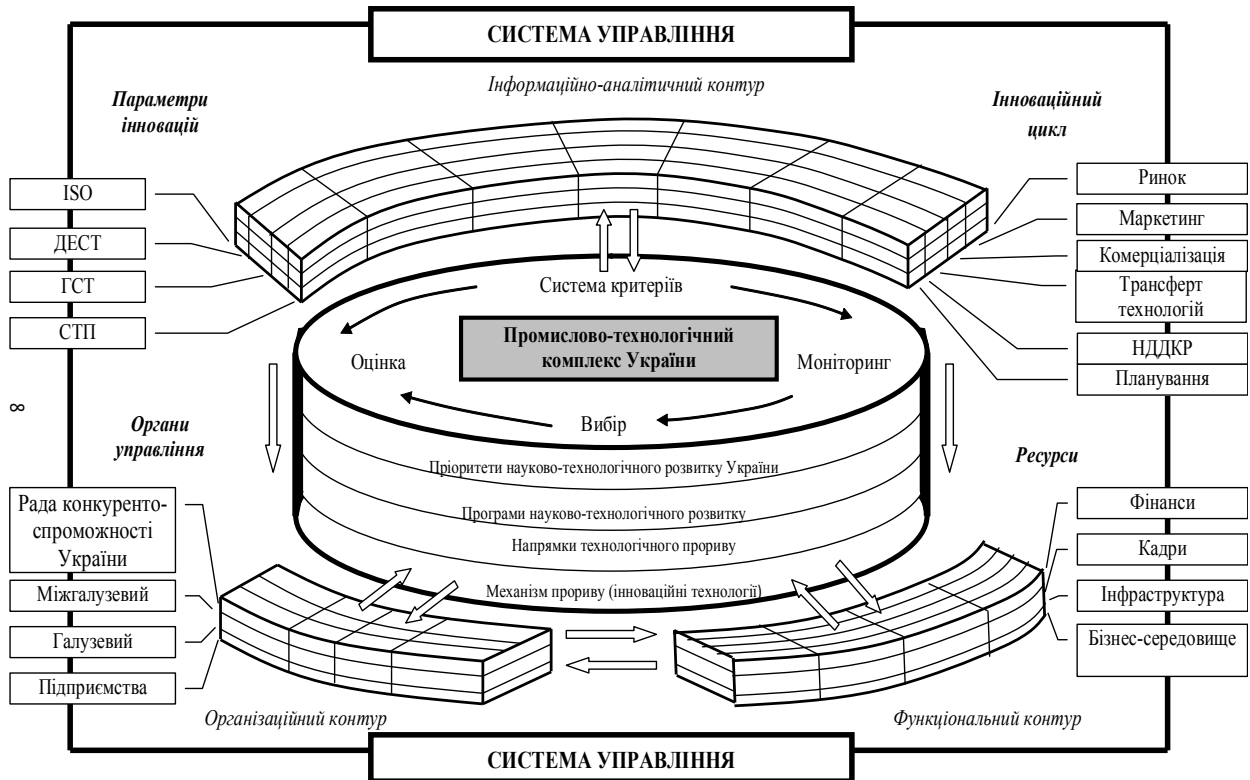 СИСТЕМА УПРАВЛІННЯ
Інформаційно-аналітичний контур
Параметри
інновацій
Інноваційний
цикл
ISO
ДЕСТ
ГСТ
СТП
Ринок
Маркетинг
Комерціалізація
Трансферт
технологій
НДДКР
Планування
Система критеріїв
Промислово-технологічний
комплекс України
Оцінка
Моніторинг
Вибір
∞
Органи
управління
Ресурси
Пріоритети науково-технологічного розвитку України
Програми науково-технологічного розвитку
Напрямки технологічного прориву
Механізм прориву (інноваційні технології)
Рада конкуренто-
спроможності
України
Міжгалузевий
Галузевий
Підприємства
Фінанси
Кадри
Інфраструктура
Бізнес-середовище
Організаційний контур
Функціональний контур
СИСТЕМА УПРАВЛІННЯ